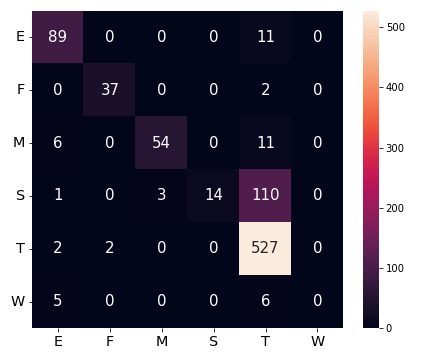 E 89 0 0 0 11 0
F 0 37 0 0 2 0
M 6 0 54 0 11 0
S 1 0 3 14 110 0
T 2 2 0 0 527 0
W 5 0 0 0 6 0
E F M S T W
500
400
300
200
100
0